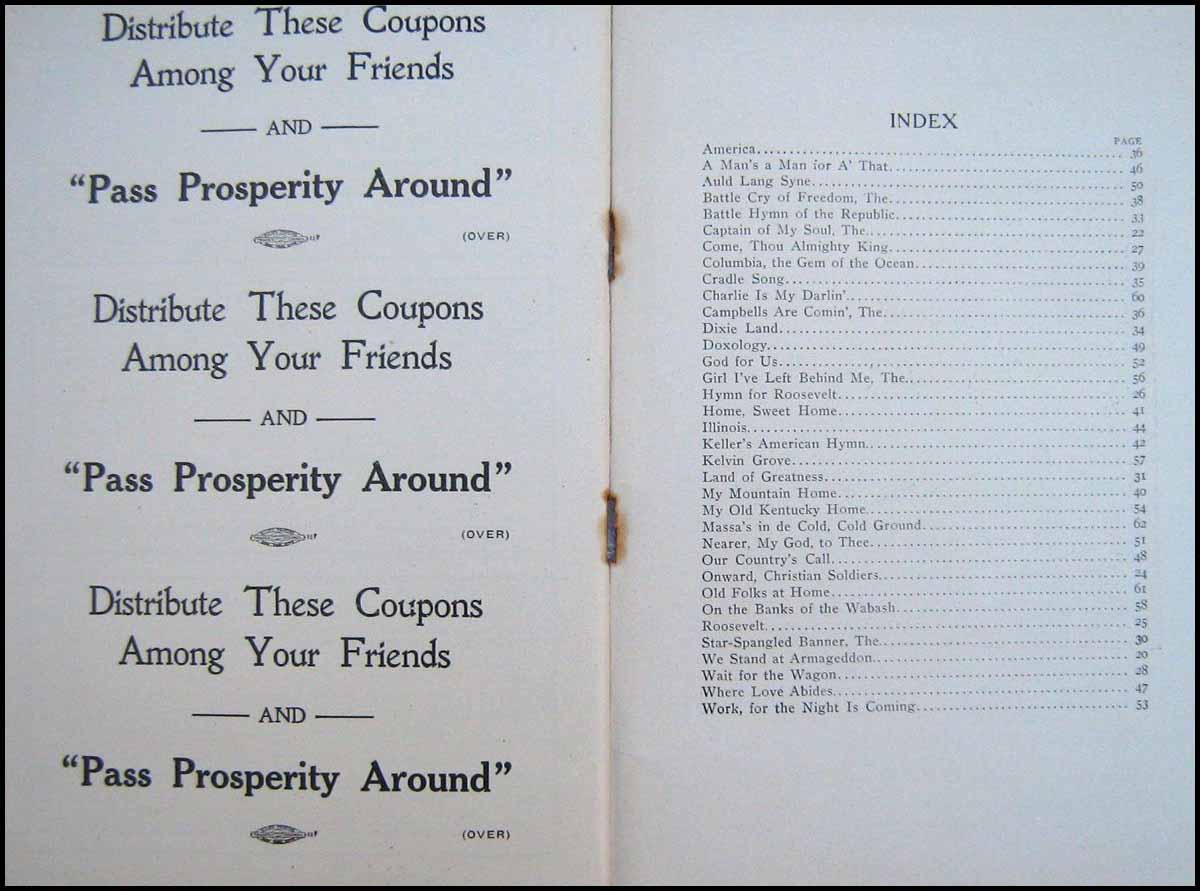 Distribute These Coupons
Among Your Friends
AND
"Pass Prosperity Around"
(OVER)
Distribute These Coupons
Among Your Friends
AND
"Pass Prosperity Around"
(OVER)
Distribute These Coupons
Among Your Friends
AND
"Pass Prosperity Around"
(OVER)
INDEX
PAGE
America 36
A Man's a Man for A' That 46
Auld Lang Syne 50
Battle Cry of Freedom, The 38
Battle Hymn of the Republic 33
Captain of My Soul, The 22
Come, Thou Almighty King 27
Columbia, the Gem of the Ocean 39
Cradle Song 35
Charlie Is My Darlin' 60
Campbells Are Comin', The 36
Dixie Land 34
Doxology 49
God for Us 52
Girl I've Left Behind Me, The 56
Hymn for Roosevelt 26
Home, Sweet Home 41
Illinois 44
Keller's American Hymn 42
Kelvin Grove 57
Land of Greatness 31
My Mountain Home 40
My Old Kentucky Home 54
Massa's in de Cold, Cold Ground 62
Nearer, My God, to Thee 51
Our Country's Call 48
Onward, Christian Soldiers 24
Old Folks at Home 61
On the Banks of the Wabash 58
Roosevelt 25
Star-Spangled Banner, The 30
We Stand at Armageddon 20
Wait for the Wagon 28
Where Love Abides 47
Work, for the Night Is Coming 53